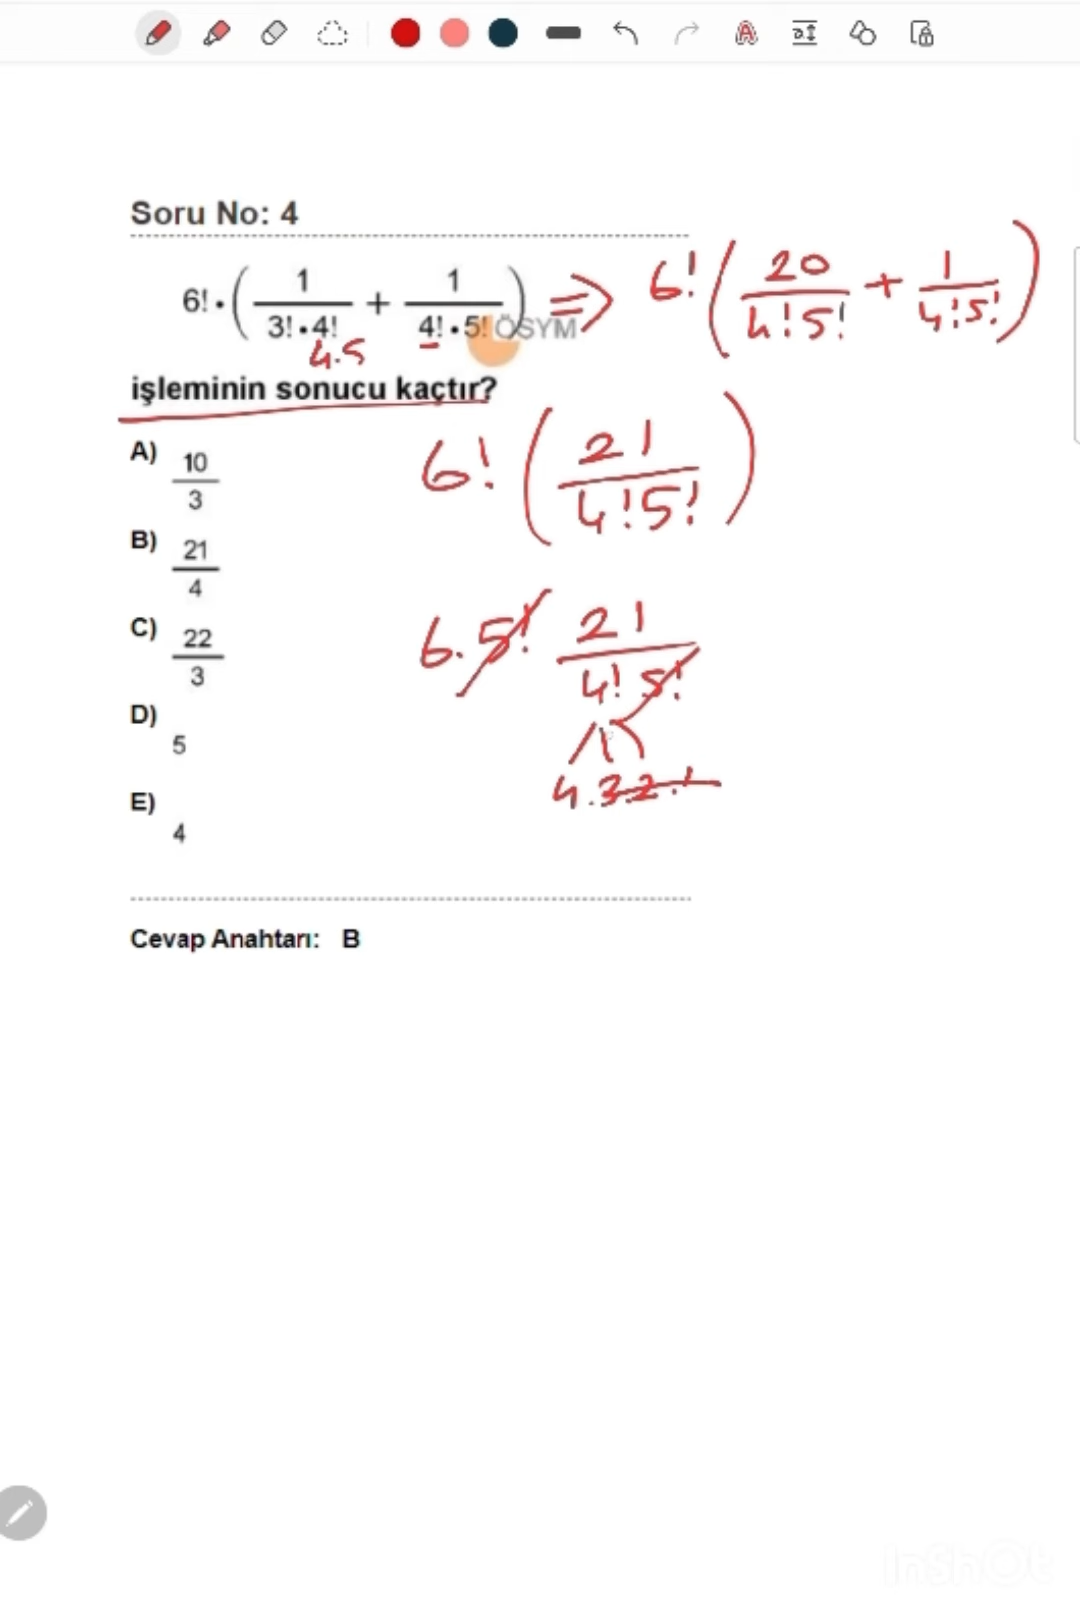 Soru No: 4
6! · ( 1 / 3! · 4! + 1 / 4! · 5! ) ÖSYM ⇒ 6! ( 20 / 4! 5! + 1 / 4! 5! )
4.5
işleminin sonucu kaçtır?
A) 10/3
6! ( 21 / 4! 5! )
B) 21/4
C) 22/3
6.5! 21 / 4! 5!
D) 5
4.3.2.1
E) 4
Cevap Anahtarı: B
InShOt